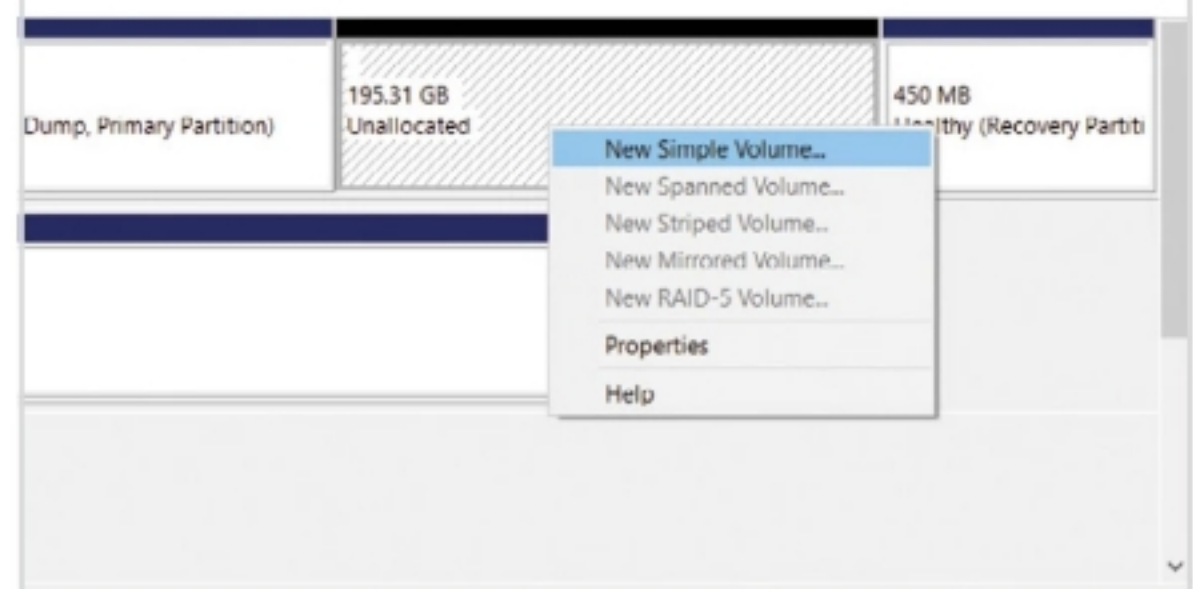 195.31 GB
Unallocated
450 MB
Dump, Primary Partition)
thy (Recovery Partiti
New Simple Volume...
New Spanned Volume...
New Striped Volume...
New Mirrored Volume...
New RAID-5 Volume...
Properties
Help